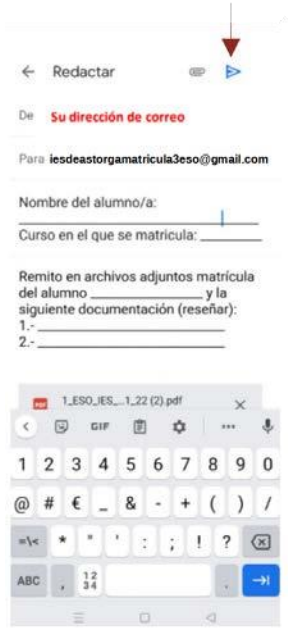 Redactar
De Su dirección de correo
Para iesdeastorgamatricula3eso@gmail.com
Nombre del alumno/a:
Curso en el que se matricula:
Remito en archivos adjuntos matrícula
del alumno ______________ y la
siguiente documentación (reseñar):
1.-
2.-
PDF 1_ESO_IES_...1_22 (2).pdf
GIF
1 2 3 4 5 6 7 8 9 0
@ # € _ & - + ( ) /
=\< * " ' : ; ! ?
ABC , 12 .
34